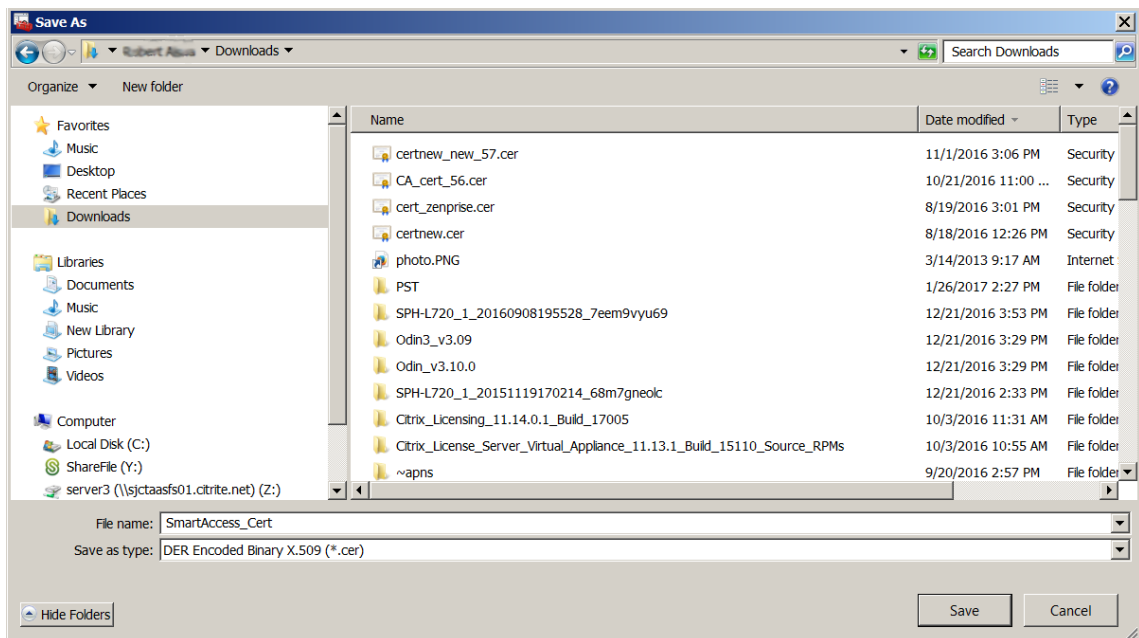 Save As
Downloads
Search Downloads
Organize
New folder
Favorites
Music
Desktop
Recent Places
Downloads
Libraries
Documents
Music
New Library
Pictures
Videos
Computer
Local Disk (C:)
ShareFile (Y:)
server3 (\\sjctaasfs01.citrite.net) (Z:)
Name Date modified Type
certnew_new_57.cer 11/1/2016 3:06 PM Security
CA_cert_56.cer 10/21/2016 11:00 ... Security
cert_zenprise.cer 8/19/2016 3:01 PM Security
certnew.cer 8/18/2016 12:26 PM Security
photo.PNG 3/14/2013 9:17 AM Internet
PST 1/26/2017 2:27 PM File folder
SPH-L720_1_20160908195528_7eem9vyu69 12/21/2016 3:53 PM File folder
Odin3_v3.09 12/21/2016 3:29 PM File folder
Odin_v3.10.0 12/21/2016 3:29 PM File folder
SPH-L720_1_20151119170214_68m7gneolc 12/21/2016 2:33 PM File folder
Citrix_Licensing_11.14.0.1_Build_17005 10/3/2016 11:31 AM File folder
Citrix_License_Server_Virtual_Appliance_11.13.1_Build_15110_Source_RPMs 10/3/2016 10:55 AM File folder
~apns 9/20/2016 2:57 PM File folder
File name: SmartAccess_Cert
Save as type: DER Encoded Binary X.509 (*.cer)
Hide Folders
Save
Cancel